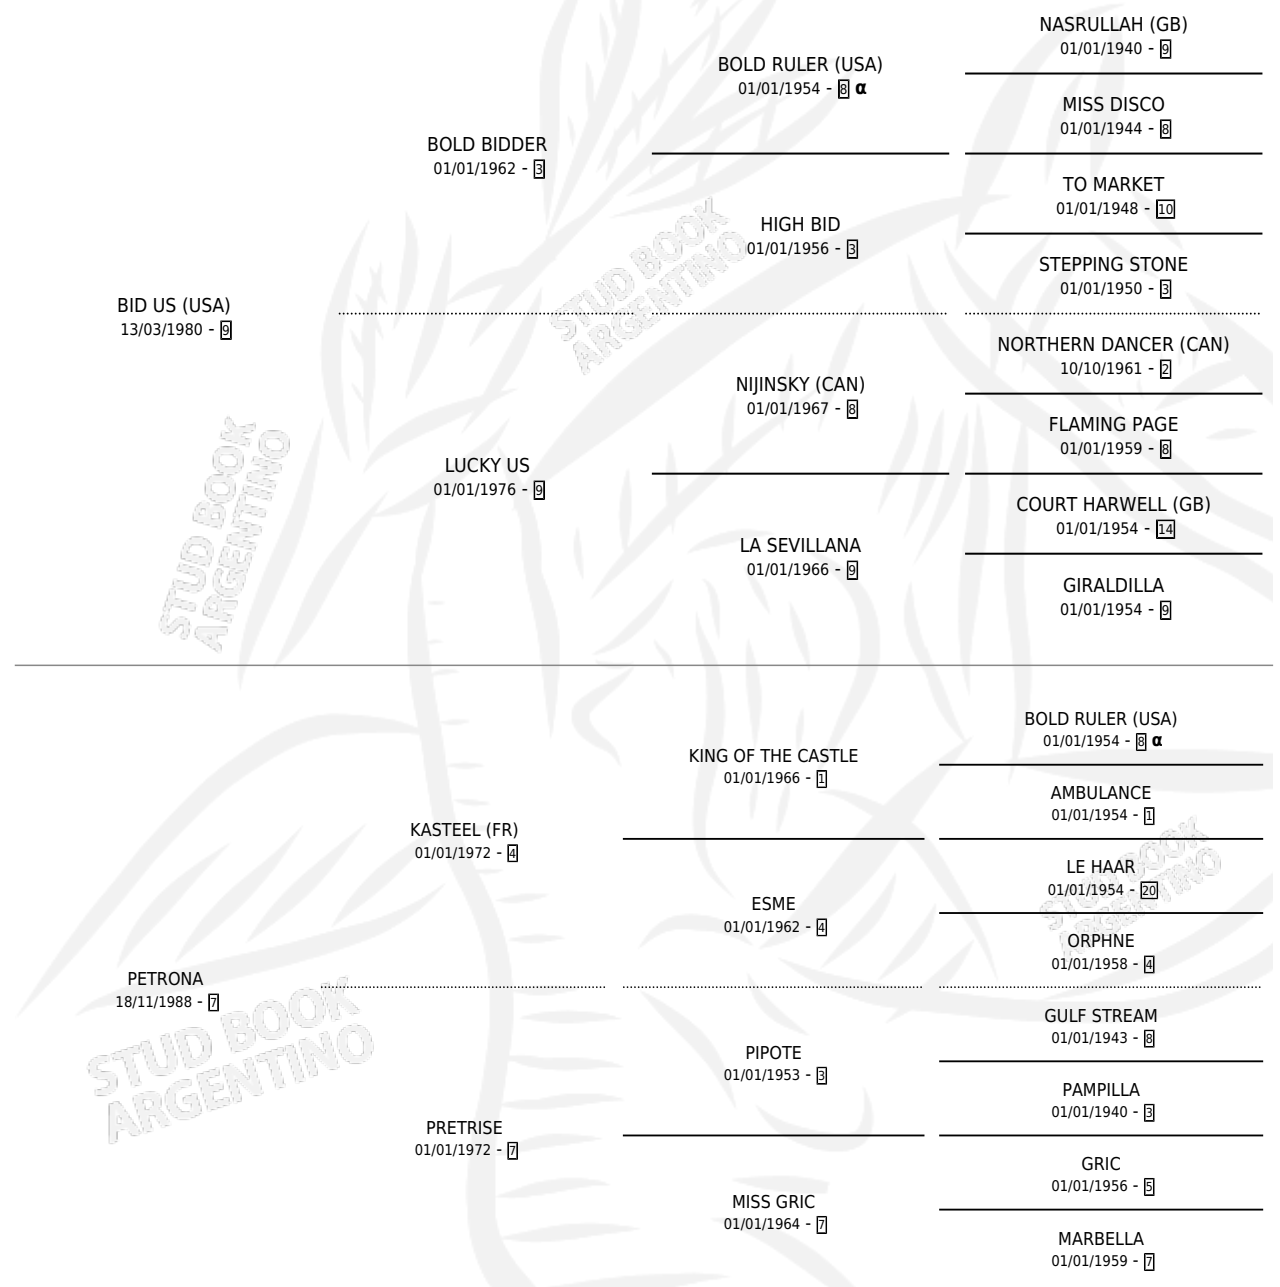 NASRULLAH (GB)
01/01/1940 - 9
BOLD RULER (USA)
01/01/1954 - 8 α
MISS DISCO
01/01/1944 - 8
BOLD BIDDER
01/01/1962 - 3
TO MARKET
01/01/1948 - 10
HIGH BID
01/01/1956 - 3
STEPPING STONE
01/01/1950 - 3
BID US (USA)
13/03/1980 - 9
NORTHERN DANCER (CAN)
10/10/1961 - 2
NIJINSKY (CAN)
01/01/1967 - 8
FLAMING PAGE
01/01/1959 - 8
LUCKY US
01/01/1976 - 9
COURT HARWELL (GB)
01/01/1954 - 14
LA SEVILLANA
01/01/1966 - 9
GIRALDILLA
01/01/1954 - 9
BOLD RULER (USA)
01/01/1954 - 8 α
KING OF THE CASTLE
01/01/1966 - 1
AMBULANCE
01/01/1954 - 1
KASTEEL (FR)
01/01/1972 - 4
LE HAAR
01/01/1954 - 20
ESME
01/01/1962 - 4
ORPHNE
01/01/1958 - 4
PETRONA
18/11/1988 - 7
GULF STREAM
01/01/1943 - 8
PIPOTE
01/01/1953 - 3
PAMPILLA
01/01/1940 - 3
PRETRISE
01/01/1972 - 7
GRIC
01/01/1956 - 5
MISS GRIC
01/01/1964 - 7
MARBELLA
01/01/1959 - 7
STUD BOOK
ARGENTINO
STUD BOOK
ARGENTINO
STUD BOOK
ARGENTINO
STUD BOOK
ARGENTINO